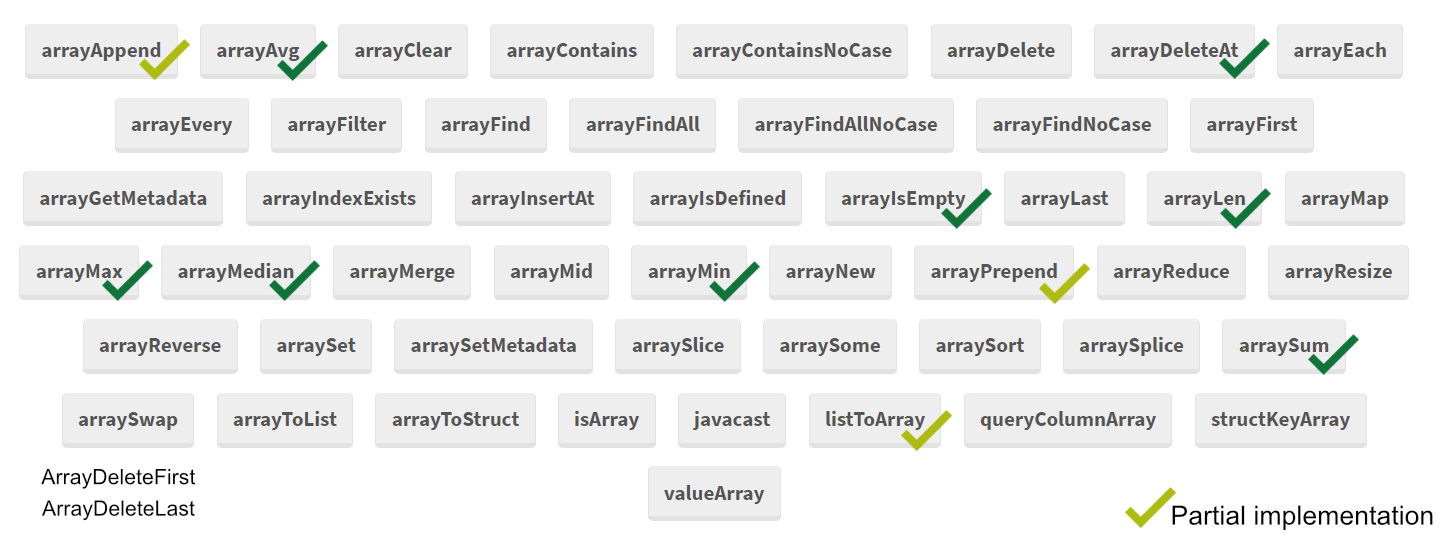 arrayAppend arrayAvg arrayClear arrayContains arrayContainsNoCase arrayDelete arrayDeleteAt arrayEach
arrayEvery arrayFilter arrayFind arrayFindAll arrayFindAllNoCase arrayFindNoCase arrayFirst
arrayGetMetadata arrayIndexExists arrayInsertAt arrayIsDefined arrayIsEmpty arrayLast arrayLen arrayMap
arrayMax arrayMedian arrayMerge arrayMid arrayMin arrayNew arrayPrepend arrayReduce arrayResize
arrayReverse arraySet arraySetMetadata arraySlice arraySome arraySort arraySplice arraySum
arraySwap arrayToList arrayToStruct isArray javacast listToArray queryColumnArray structKeyArray
ArrayDeleteFirst
valueArray
ArrayDeleteLast
Partial implementation